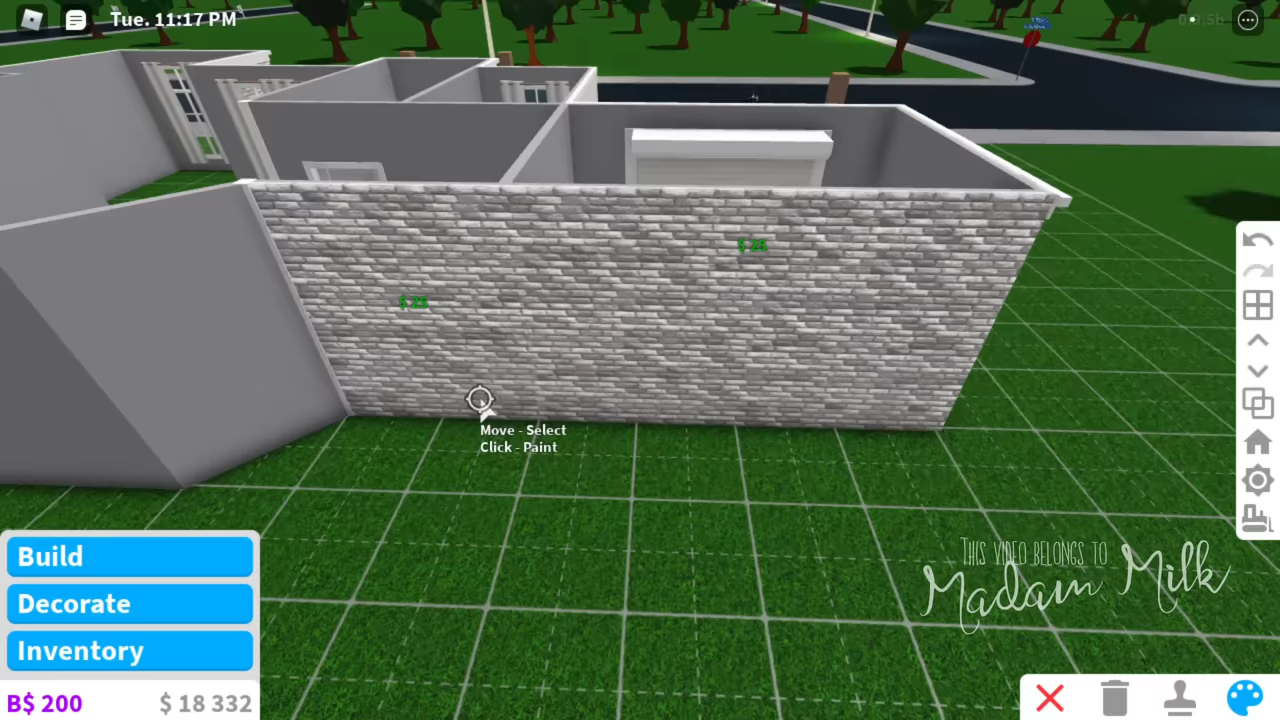 Tue. 11:17 PM
$ 25
$ 25
Move - Select
Click - Paint
Build
Decorate
Inventory
B$ 200
$ 18 332
THIS VIDEO BELONGS TO
Madam Milk